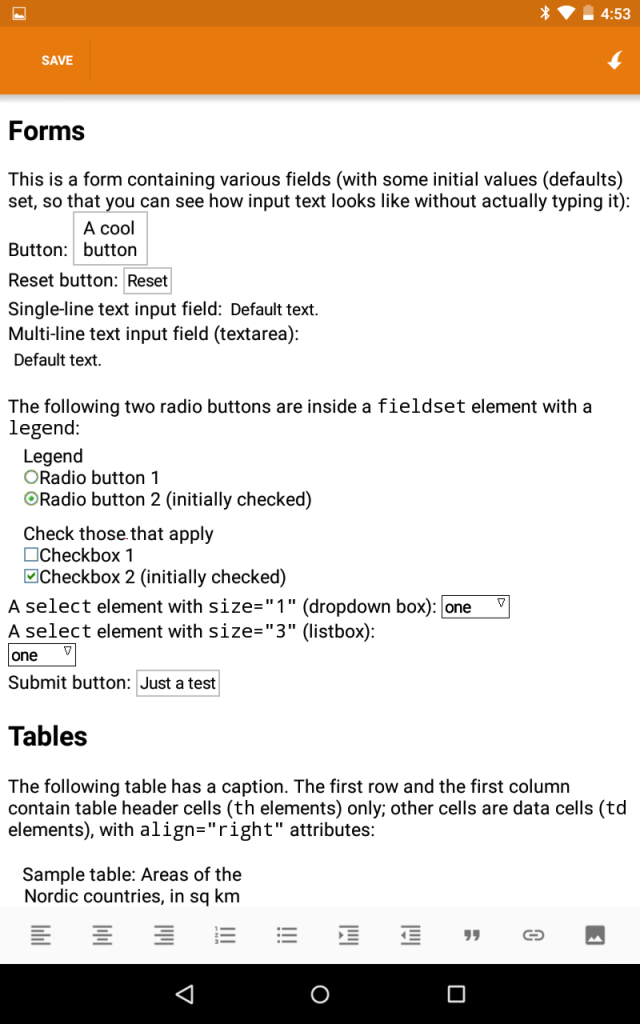 4:53
SAVE
Forms
This is a form containing various fields (with some initial values (defaults)
set, so that you can see how input text looks like without actually typing it):
A cool
Button: button
Reset button: Reset
Single-line text input field: Default text.
Multi-line text input field (textarea):
Default text.
The following two radio buttons are inside a fieldset element with a
legend:
Legend
Radio button 1
Radio button 2 (initially checked)
Check those that apply
Checkbox 1
Checkbox 2 (initially checked)
A select element with size="1" (dropdown box): one
A select element with size="3" (listbox):
one
Submit button: Just a test
Tables
The following table has a caption. The first row and the first column
contain table header cells (th elements) only; other cells are data cells (td
elements), with align="right" attributes:
Sample table: Areas of the
Nordic countries, in sq km